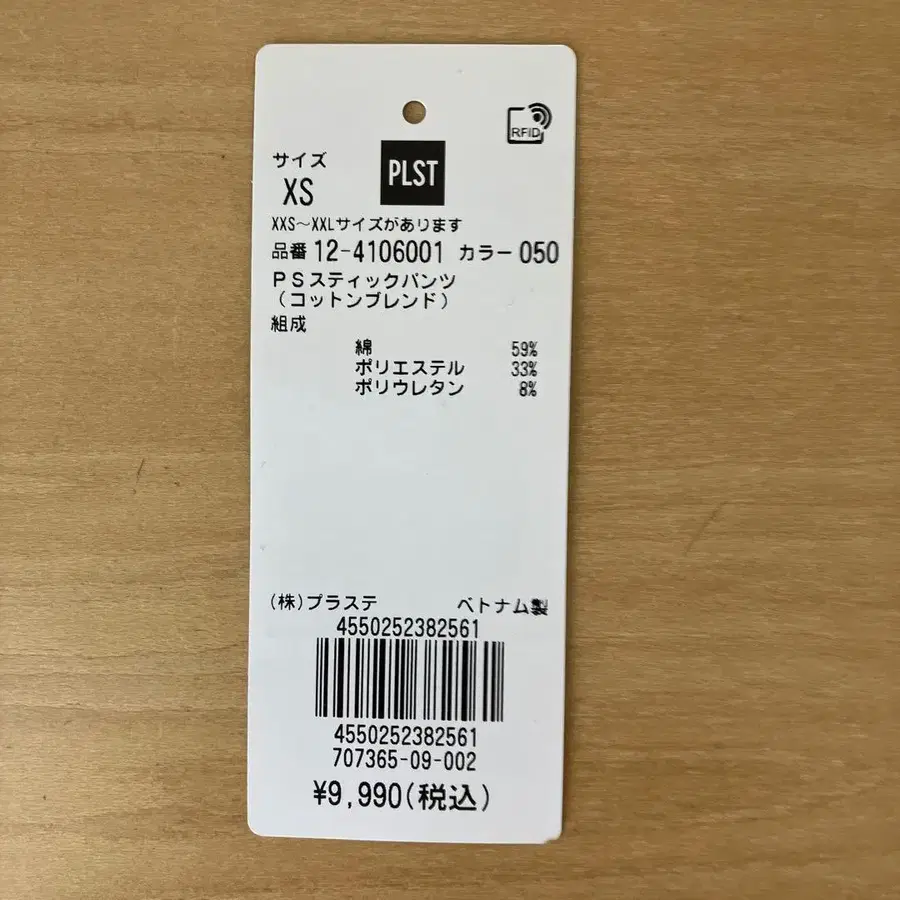 RFID
PLST
サイズ
XS
XXS～XXLサイズがあります
品番 12-4106001 カラー 050
PSスティックパンツ
(コットンブレンド)
組成
綿 59%
ポリエステル 33%
ポリウレタン 8%
(株)プラステ ベトナム製
4550252382561
4550252382561
707365-09-002
¥9,990(税込)